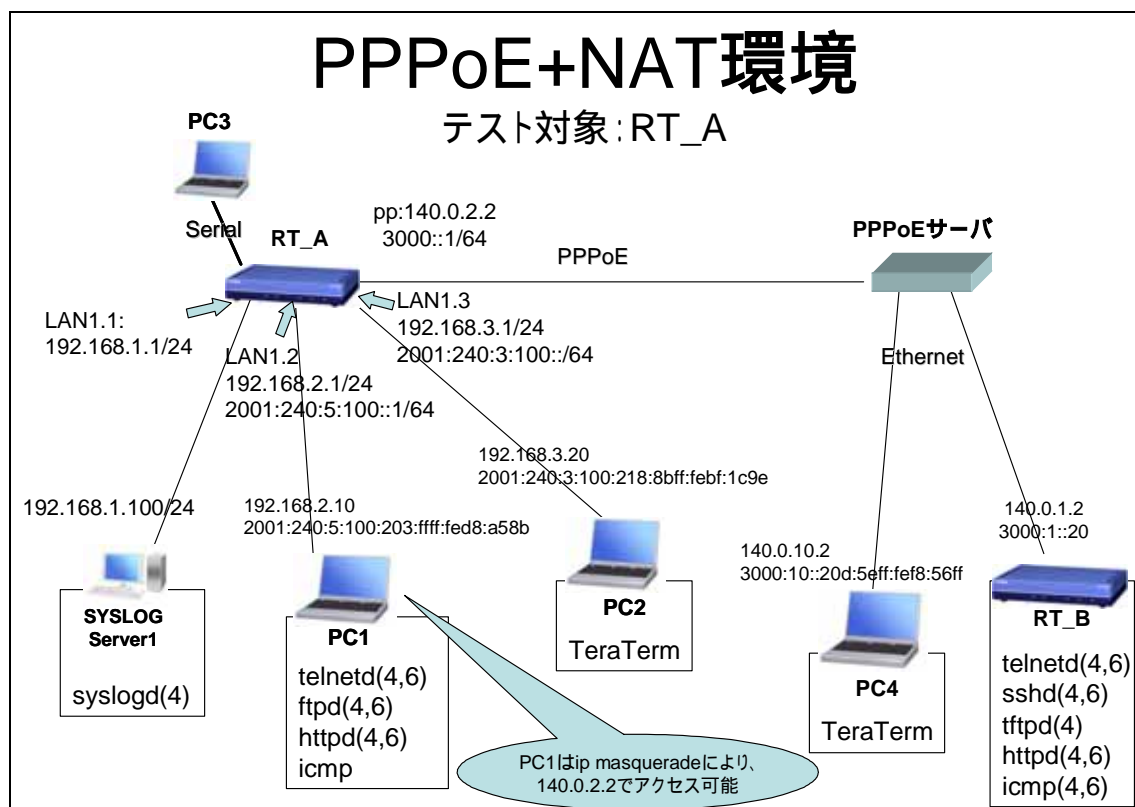 PPPoE+NAT環境
テスト対象:RT_A
PC3
Serial
RT_A
pp:140.0.2.2
3000::1/64
PPPoE
PPPoEサーバ
LAN1.1:
192.168.1.1/24
LAN1.2
192.168.2.1/24
2001:240:5:100::1/64
LAN1.3
192.168.3.1/24
2001:240:3:100::/64
Ethernet
192.168.1.100/24
192.168.2.10
2001:240:5:100:203:ffff:fed8:a58b
192.168.3.20
2001:240:3:100:218:8bff:febf:1c9e
140.0.10.2
3000:10::20d:5eff:fef8:56ff
140.0.1.2
3000:1::20
SYSLOG
Server1
syslogd(4)
PC1
telnetd(4,6)
ftpd(4,6)
httpd(4,6)
icmp
PC2
TeraTerm
PC4
TeraTerm
RT_B
telnetd(4,6)
sshd(4,6)
tftpd(4)
httpd(4,6)
icmp(4,6)
PC1はip masqueradeにより、
140.0.2.2でアクセス可能